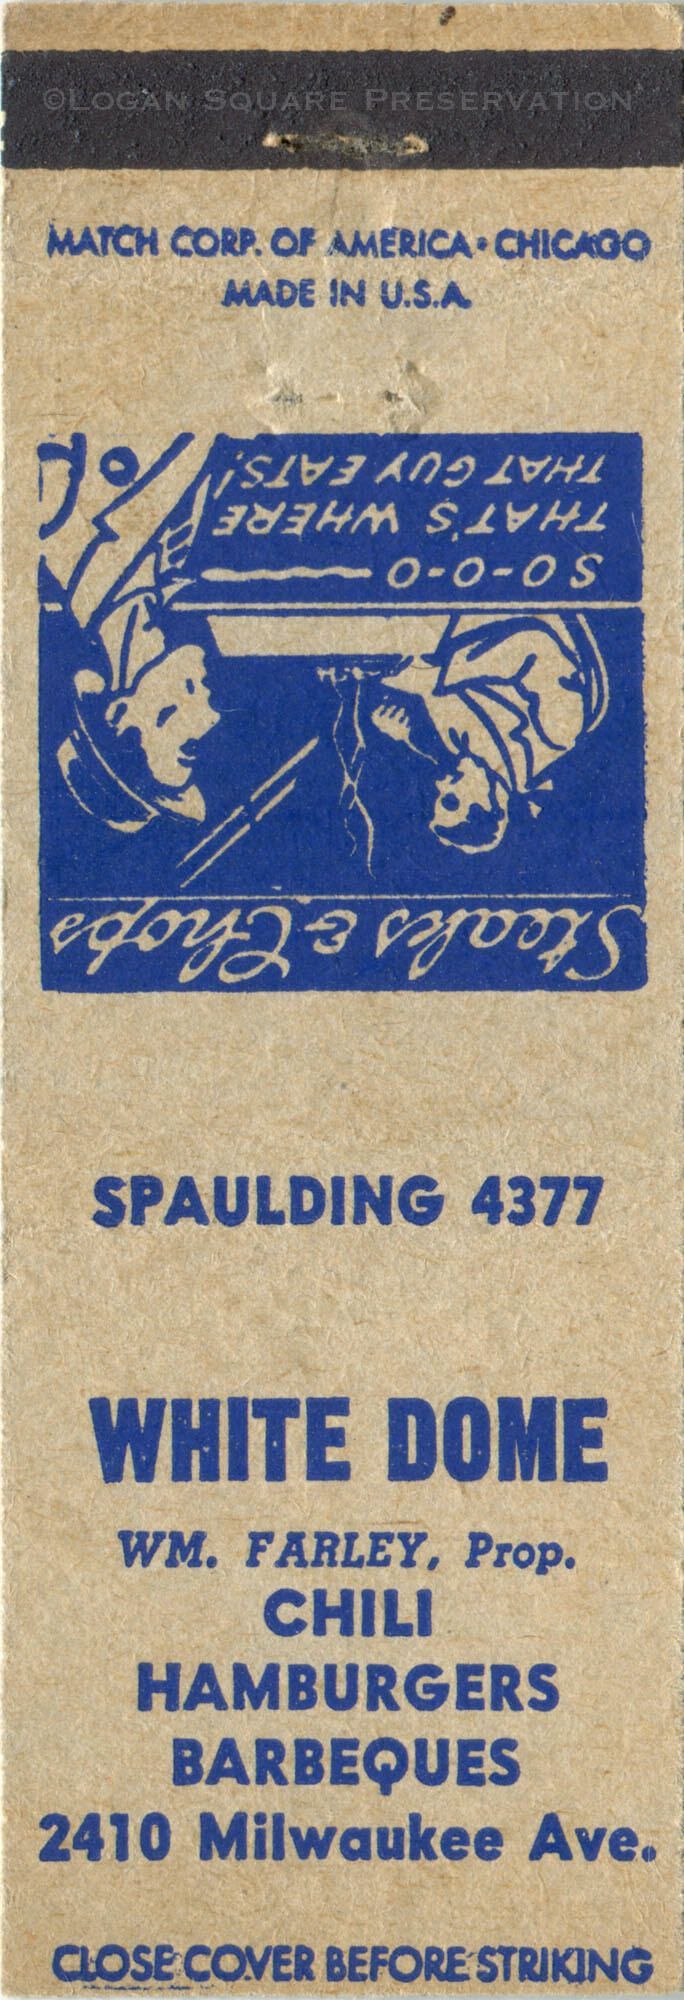 ©LOGAN SQUARE PRESERVATION
MATCH CORP. OF AMERICA • CHICAGO
MADE IN U.S.A.
Steaks & Chops
SO-O-O
THAT'S WHERE
THAT GUY EATS!
SPAULDING 4377
WHITE DOME
WM. FARLEY, Prop.
CHILI
HAMBURGERS
BARBEQUES
2410 Milwaukee Ave.
CLOSE COVER BEFORE STRIKING